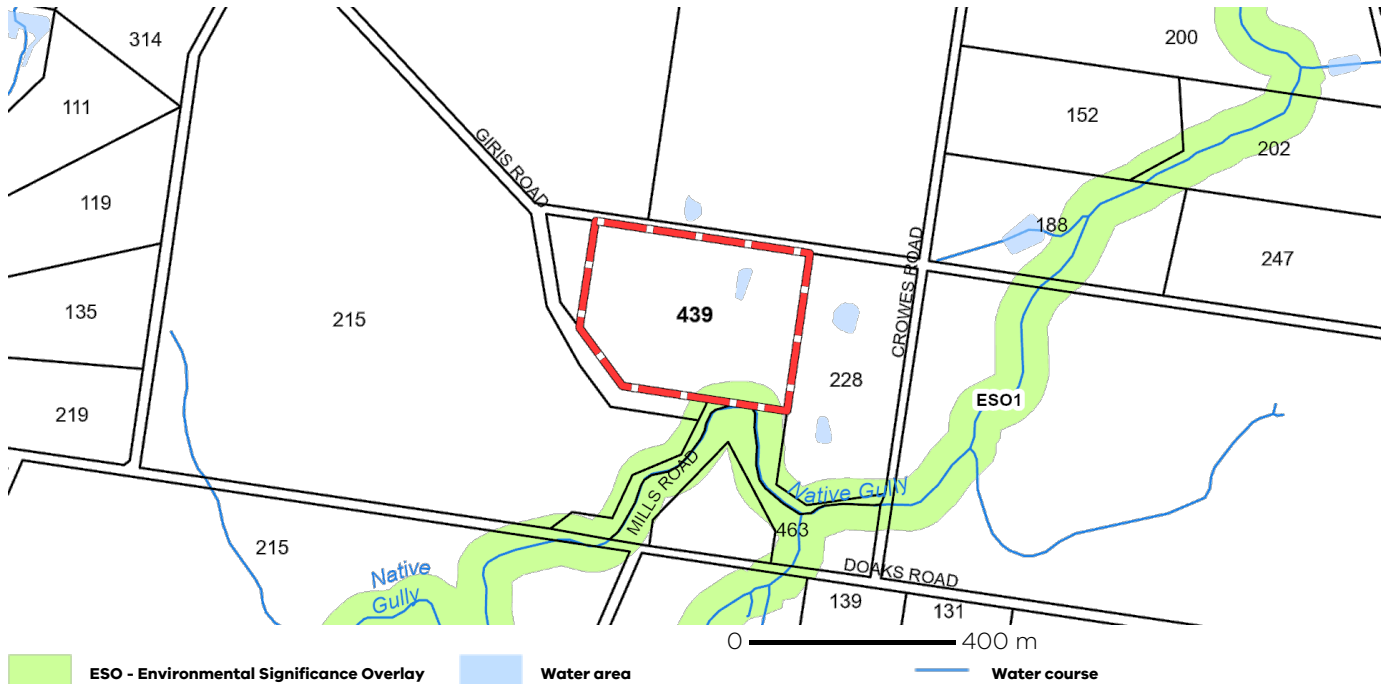 314
200
111
152
GIRIS ROAD
202
119
188
CROWES ROAD
247
135
215
439
228
ESO1
219
MILLS ROAD
Native Gully
463
215
Native
Gully
DOAKS ROAD
139
131
0 400 m
ESO - Environmental Significance Overlay Water area Water course